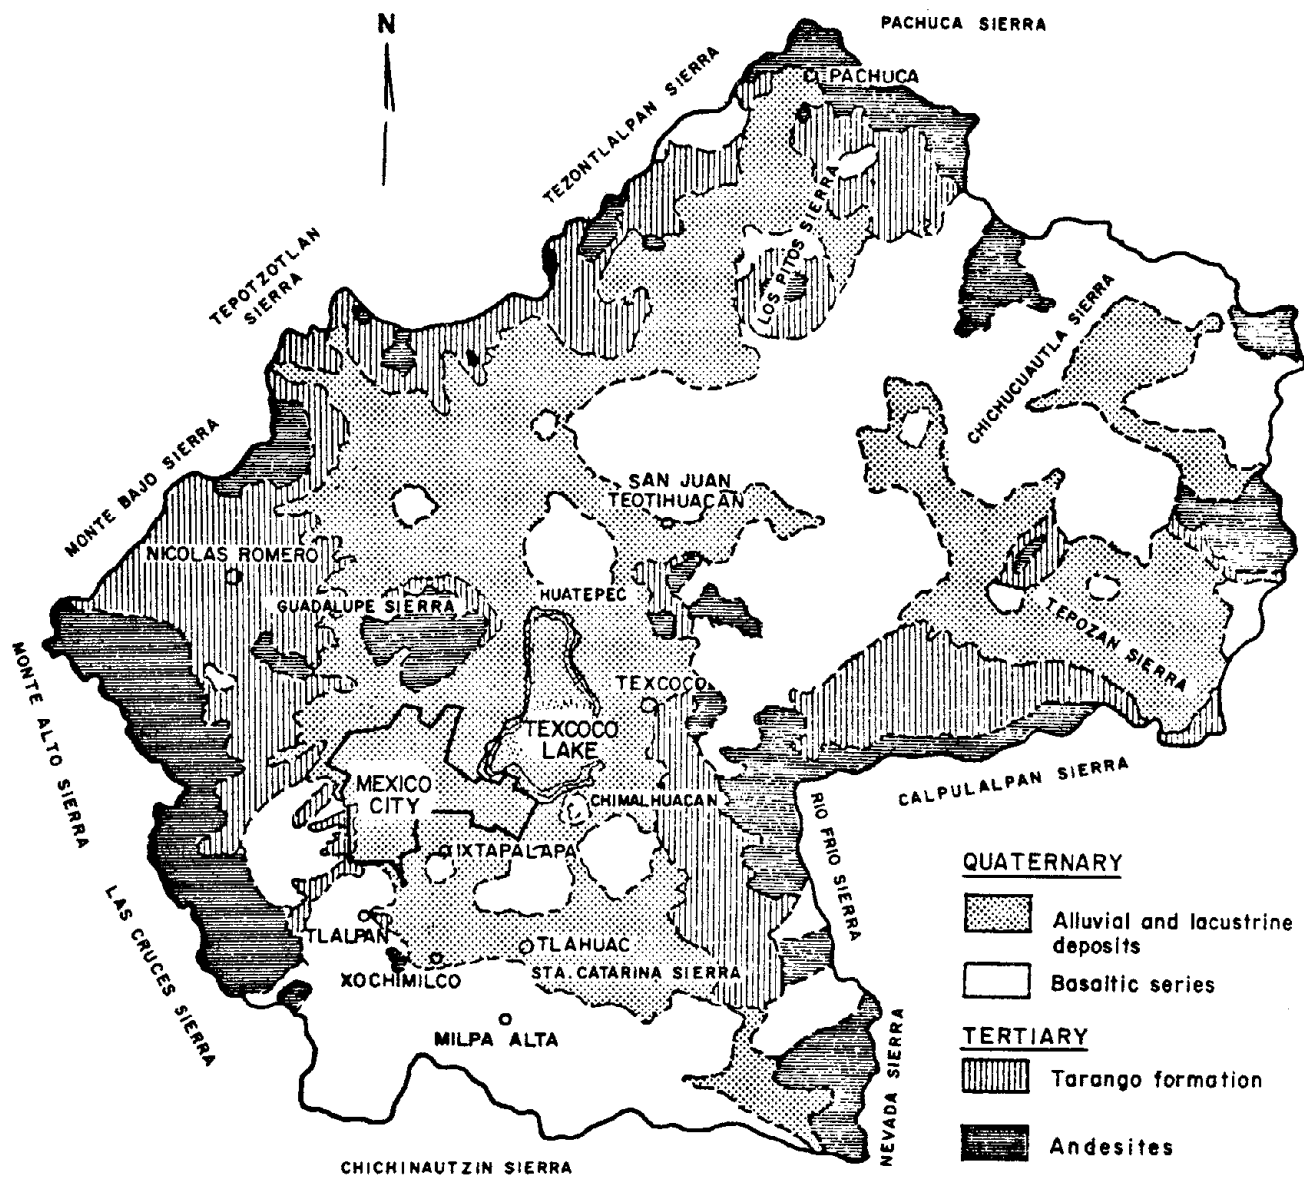 N
PACHUCA SIERRA
PACHUCA
TEZONTLALPAN SIERRA
LOS PITOS SIERRA
TEPOTZOTLAN
SIERRA
CHICHUCUAUTLA SIERRA
MONTE BAJO SIERRA
SAN JUAN
TEOTIHUACAN
NICOLAS ROMERO
HUATEPEC
GUADALUPE SIERRA
TEPOZAN SIERRA
MONTE ALTO SIERRA
TEXCOCO
TEXCOCO
LAKE
MEXICO
CITY
CHIMALHUACAN
CALPULALPAN SIERRA
RIO FRIO SIERRA
IXTAPALAPA
LAS CRUCES SIERRA
TLALPAN
TLAHUAC
XOCHIMILCO
STA. CATARINA SIERRA
MILPA ALTA
NEVADA SIERRA
CHICHINAUTZIN SIERRA
QUATERNARY
Alluvial and lacustrine
deposits
Basaltic series
TERTIARY
Tarango formation
Andesites